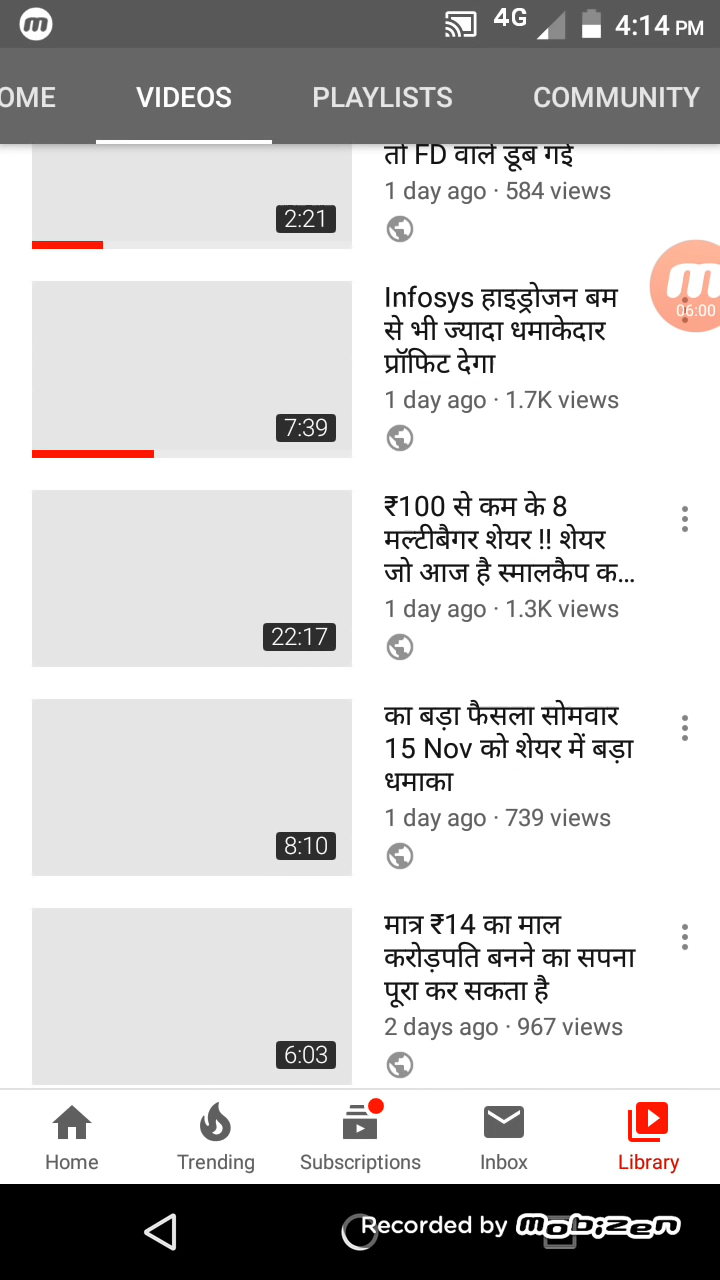 4G 4:14 PM
OME VIDEOS PLAYLISTS COMMUNITY
तो FD वाले डूब गई
1 day ago · 584 views
2:21
Infosys हाइड्रोजन बम
से भी ज्यादा धमाकेदार
प्रॉफिट देगा
06:00
1 day ago · 1.7K views
7:39
₹100 से कम के 8
मल्टीबैगर शेयर !! शेयर
जो आज है स्मालकैप क...
1 day ago · 1.3K views
22:17
का बड़ा फैसला सोमवार
15 Nov को शेयर में बड़ा
धमाका
1 day ago · 739 views
8:10
मात्र ₹14 का माल
करोड़पति बनने का सपना
पूरा कर सकता है
2 days ago · 967 views
6:03
Home Trending Subscriptions Inbox Library
Recorded by mobizen